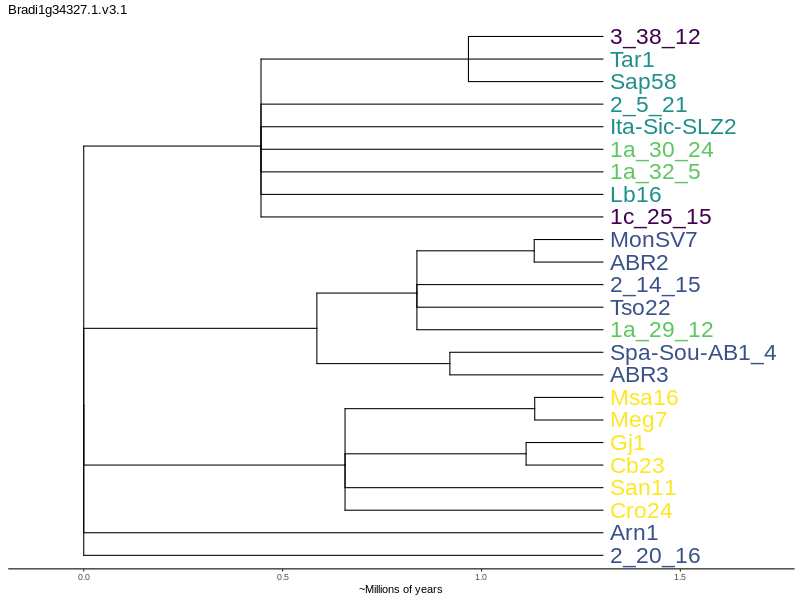 Bradi1g34327.1.v3.1
3_38_12
Tar1
Sap58
2_5_21
Ita-Sic-SLZ2
1a_30_24
1a_32_5
Lb16
1c_25_15
MonSV7
ABR2
2_14_15
Tso22
1a_29_12
Spa-Sou-AB1_4
ABR3
Msa16
Meg7
Gj1
Cb23
San11
Cro24
Arn1
2_20_16
0.0 0.5 1.0 1.5
~Millions of years